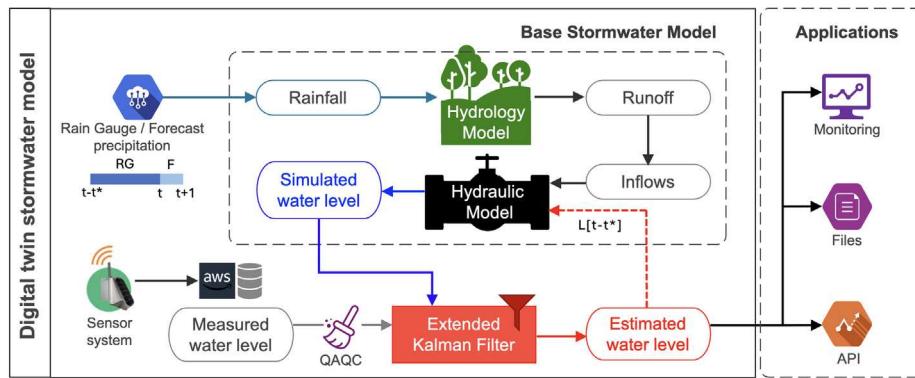 Digital twin stormwater model
Base Stormwater Model
Applications
Rain Gauge / Forecast
precipitation
RG
F
t-t*
t
t+1
Rainfall
Hydrology
Model
Runoff
Inflows
Hydraulic
Model
Simulated
water level
L[t-t*]
Sensor
system
aws
Measured
water level
QAQC
Extended
Kalman Filter
Estimated
water level
Monitoring
Files
API